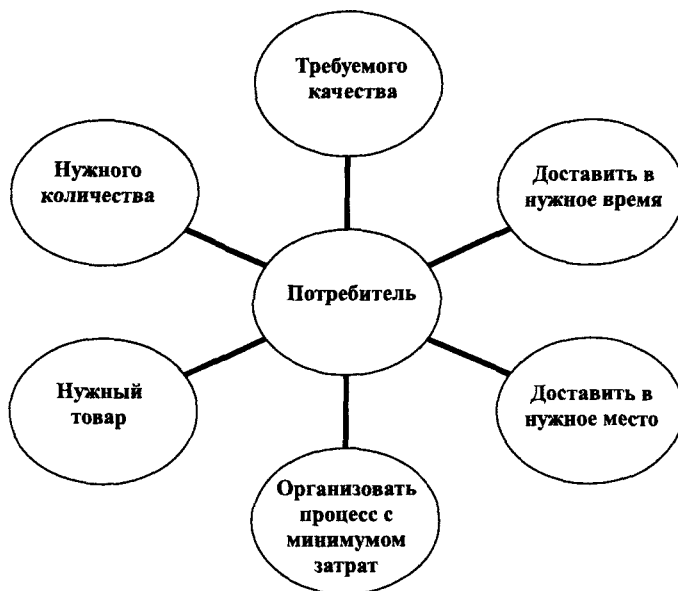 Требуемого
качества
Нужного
количества
Доставить в
нужное время
Потребитель
Нужный
товар
Доставить в
нужное место
Организовать
процесс с
минимумом
затрат